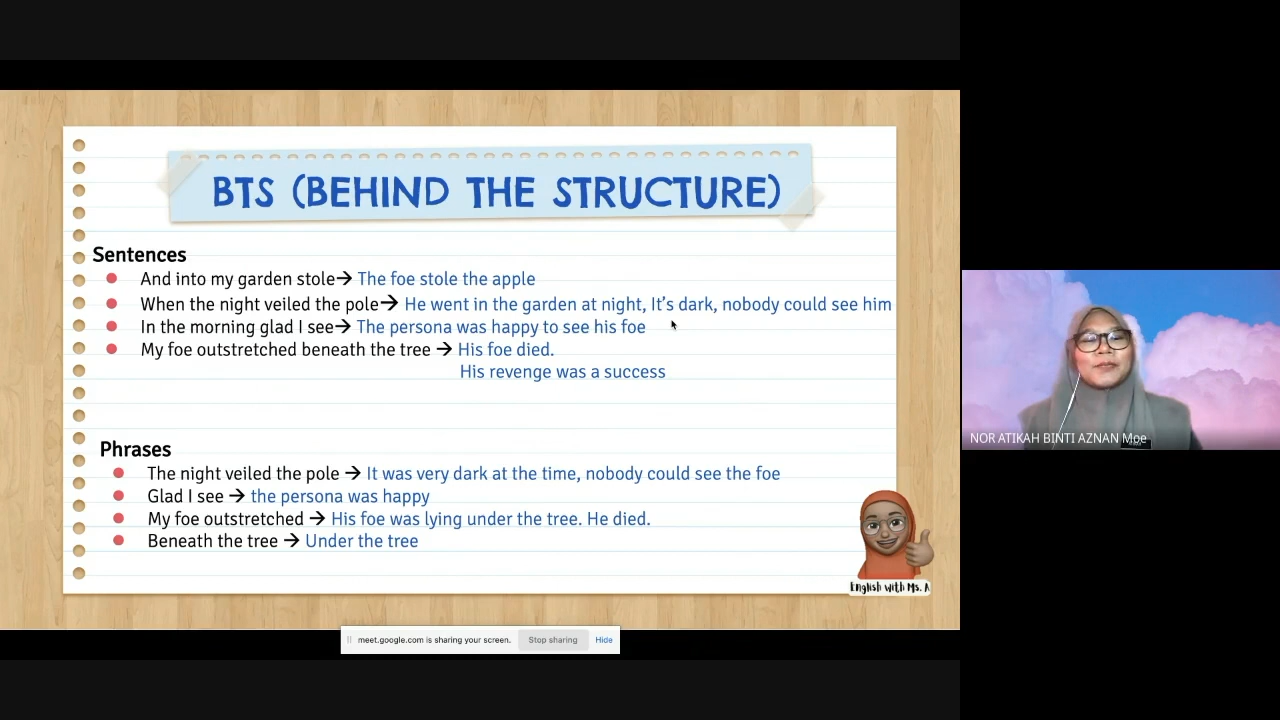 BTS (BEHIND THE STRUCTURE)
Sentences
And into my garden stole→ The foe stole the apple
When the night veiled the pole→ He went in the garden at night, It's dark, nobody could see him
In the morning glad I see→ The persona was happy to see his foe
My foe outstretched beneath the tree → His foe died.
His revenge was a success
Phrases
The night veiled the pole → It was very dark at the time, nobody could see the foe
Glad I see → the persona was happy
My foe outstretched → His foe was lying under the tree. He died.
Beneath the tree → Under the tree
English with Ms. A
meet.google.com is sharing your screen. Stop sharing Hide
NOR ATIKAH BINTI AZNAN Moe